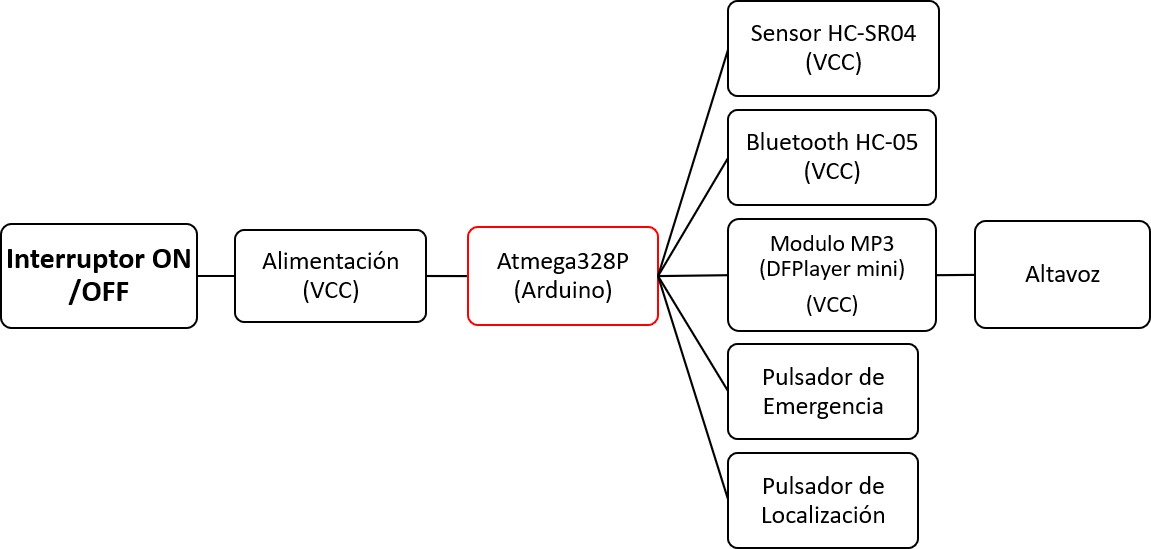 Interruptor ON
/OFF
Alimentación
(VCC)
Atmega328P
(Arduino)
Sensor HC-SR04
(VCC)
Bluetooth HC-05
(VCC)
Modulo MP3
(DFPlayer mini)
(VCC)
Altavoz
Pulsador de
Emergencia
Pulsador de
Localización